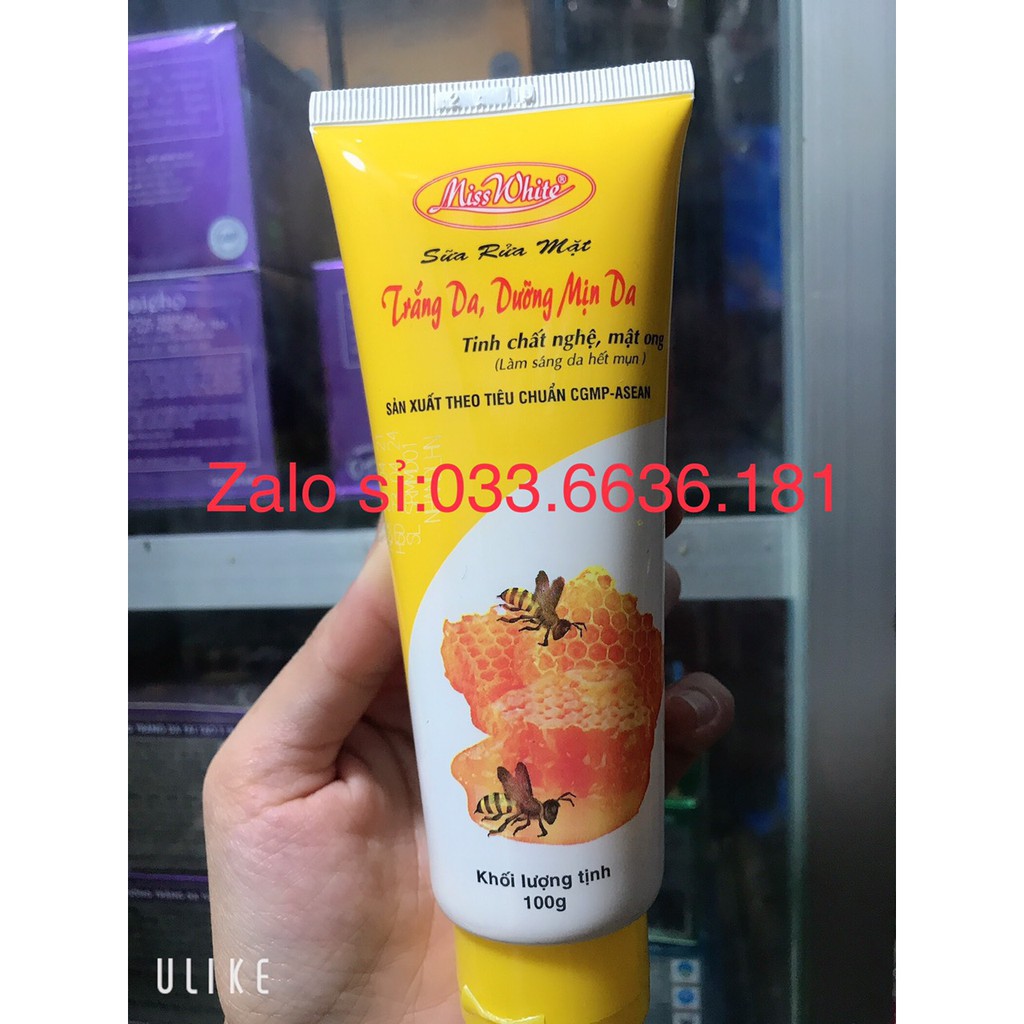 Miss White®
Sữa Rửa Mặt
Trắng Da, Dưỡng Mịn Da
Tinh chất nghệ, mật ong
(Làm sáng da hết mụn)
SẢN XUẤT THEO TIÊU CHUẨN CGMP-ASEAN
Zalo sỉ:033.6636.181
Khối lượng tịnh
100g
ULIKE